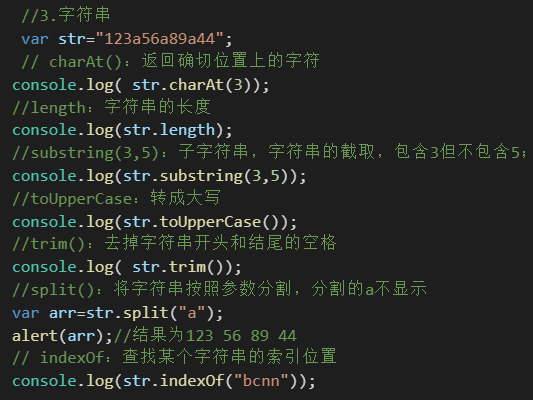 //3.字符串
var str="123a56a89a44";
// charAt()：返回确切位置上的字符
console.log( str.charAt(3));
//length：字符串的长度
console.log(str.length);
//substring(3,5)：子字符串，字符串的截取，包含3但不包含5；
console.log(str.substring(3,5));
//toUpperCase：转成大写
console.log(str.toUpperCase());
//trim()：去掉字符串开头和结尾的空格
console.log( str.trim());
//split()：将字符串按照参数分割，分割的a不显示
var arr=str.split("a");
alert(arr);//结果为123 56 89 44
// indexOf：查找某个字符串的索引位置
console.log(str.indexOf("bcnn"));